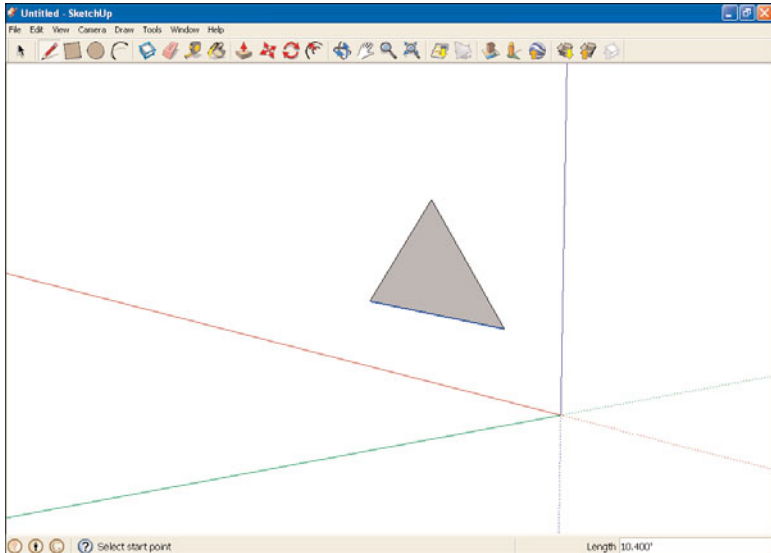 Untitled - SketchUp
File Edit View Camera Draw Tools Window Help
Select start point
Length 10.400'